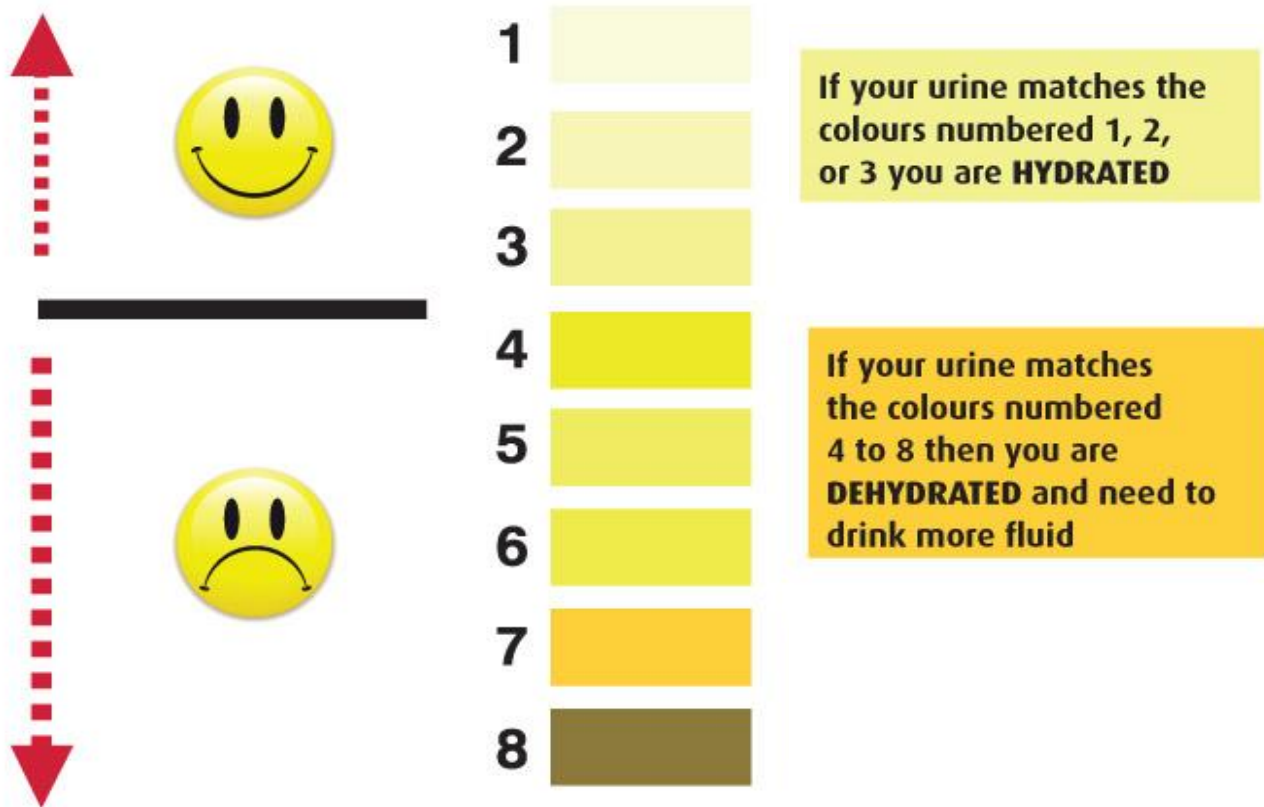 1
2
3
4
5
6
7
8
If your urine matches the
colours numbered 1, 2,
or 3 you are HYDRATED
If your urine matches
the colours numbered
4 to 8 then you are
DEHYDRATED and need to
drink more fluid